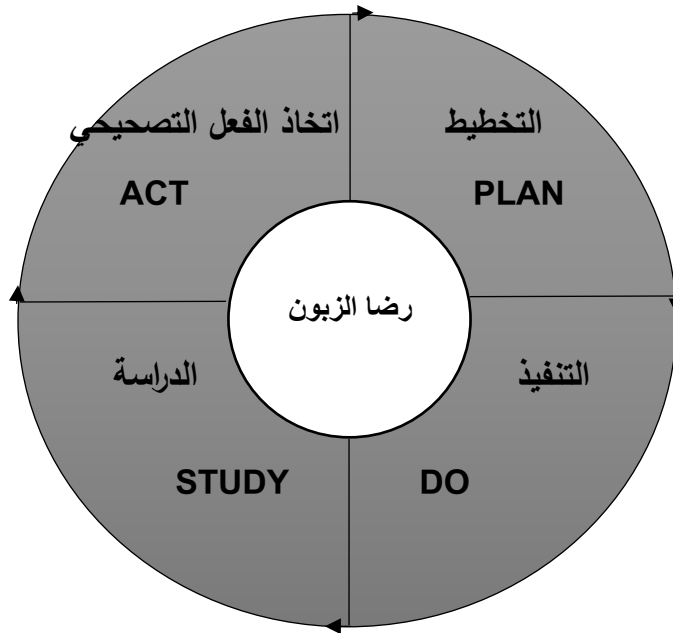 اتخاذ الفعل التصحيحي
ACT
التخطيط
PLAN
رضا الزبون
الدراسة
STUDY
التنفيذ
DO